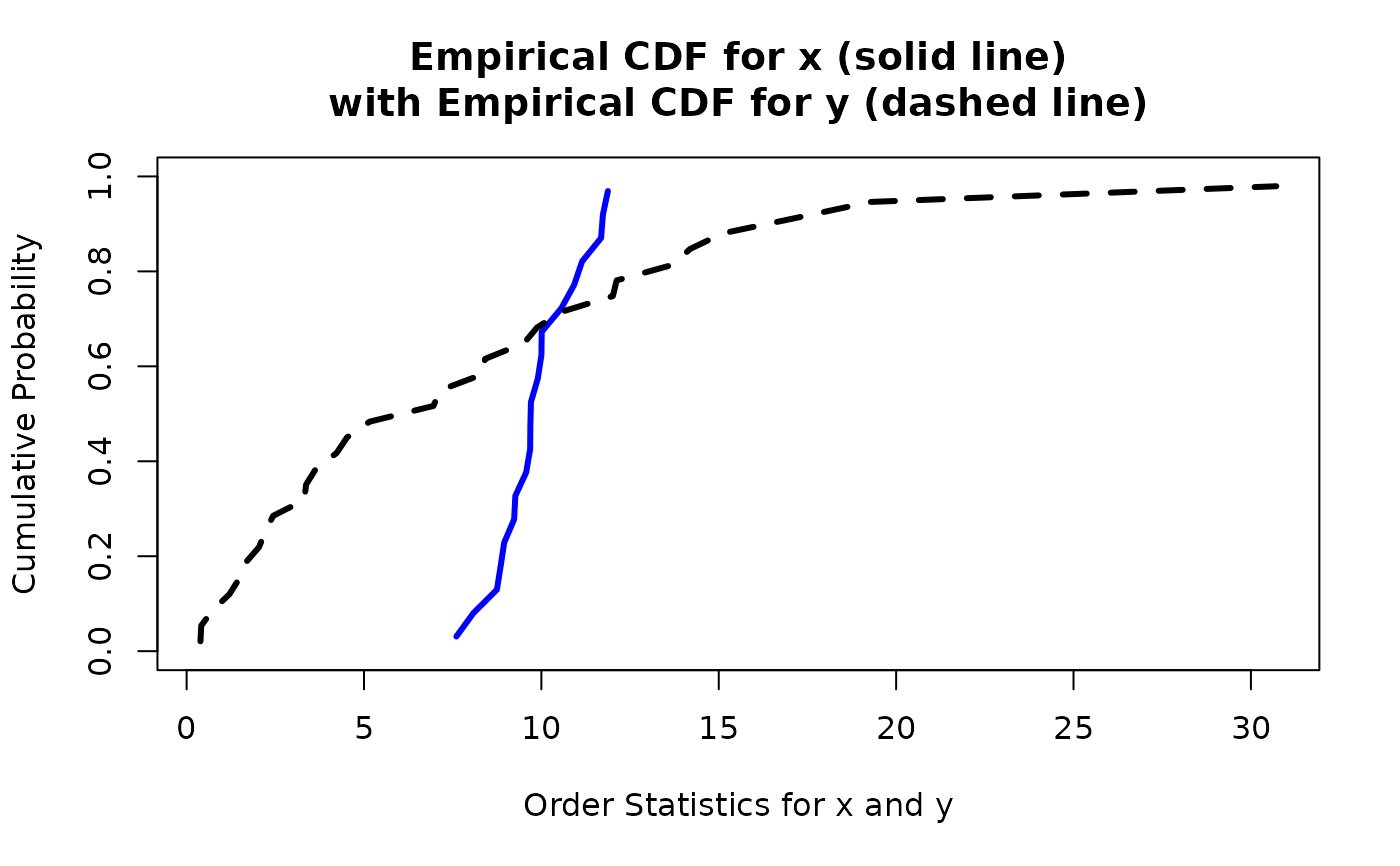 Empirical CDF for x (solid line)
with Empirical CDF for y (dashed line)
Cumulative Probability
1.0
0.8
0.6
0.4
0.2
0.0
0 5 10 15 20 25 30
Order Statistics for x and y